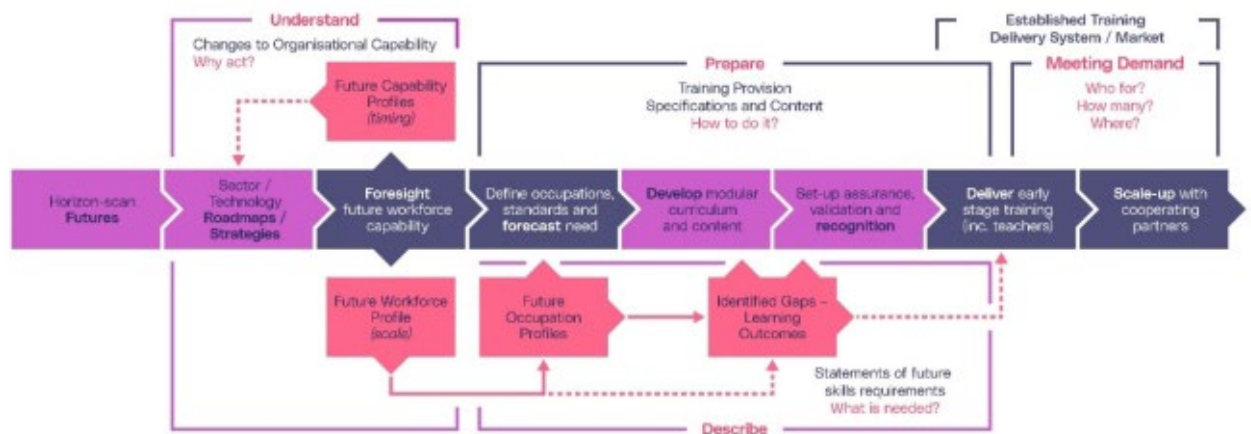 Understand
Changes to Organisational Capability
Why act?
Established Training
Delivery System / Market
Prepare
Training Provision
Specifications and Content
How to do it?
Meeting Demand
Who for?
How many?
Where?
Future Capability
Profiles
(timing)
Horizon-scan
Futures
Sector /
Technology
Roadmaps /
Strategies
Foresight
future workforce
capability
Define occupations,
standards and
forecast need
Develop modular
curriculum
and content
Set-up assurance,
validation and
recognition
Deliver early
stage training
(inc. teachers)
Scale-up with
cooperating
partners
Future Workforce
Profile
(scale)
Future
Occupation
Profiles
Identified Gaps –
Learning
Outcomes
Statements of future
skills requirements
What is needed?
Describe